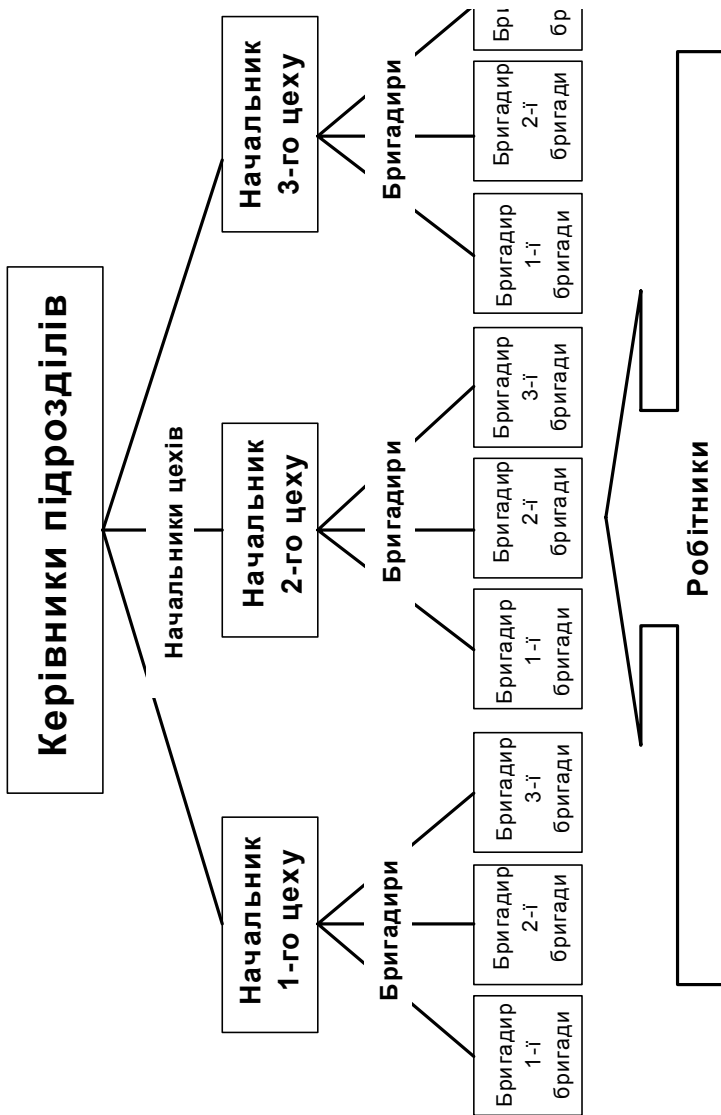 Керівники підрозділів
Начальники цехів
Начальник
1-го цеху
Начальник
2-го цеху
Начальник
3-го цеху
Бригадири
Бригадири
Бригадири
Бригадир
1-ї
бригади
Бригадир
2-ї
бригади
Бригадир
3-ї
бригади
Бригадир
1-ї
бригади
Бригадир
2-ї
бригади
Бригадир
3-ї
бригади
Бригадир
1-ї
бригади
Бригадир
2-ї
бригади
Бри
бр
Робітники